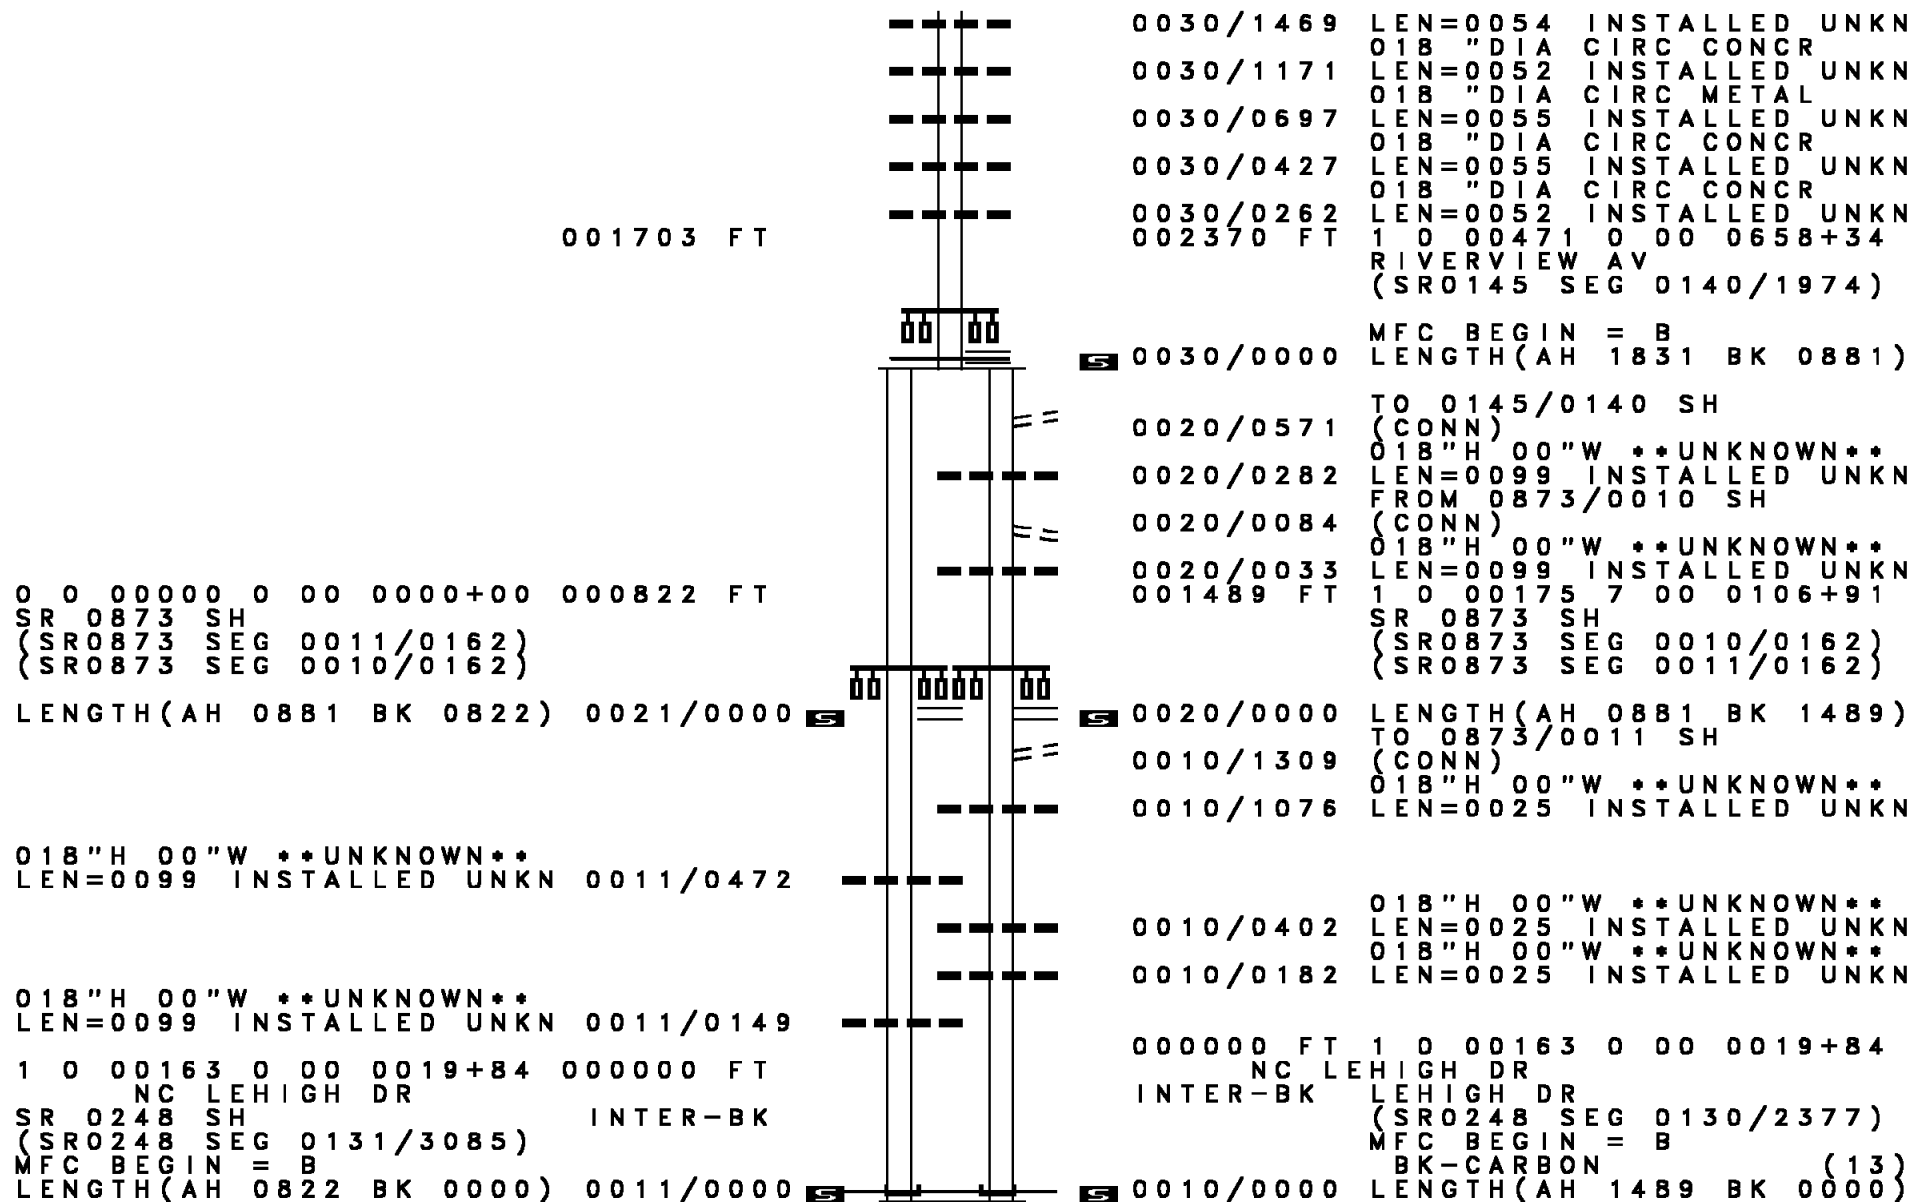 0030/1469 LEN=0054 INSTALLED UNKN
018 "DIA CIRC CONCR
0030/1171 LEN=0052 INSTALLED UNKN
018 "DIA CIRC METAL
0030/0697 LEN=0055 INSTALLED UNKN
018 "DIA CIRC CONCR
0030/0427 LEN=0055 INSTALLED UNKN
018 "DIA CIRC CONCR
0030/0262 LEN=0052 INSTALLED UNKN
001703 FT 002370 FT 1 0 00471 0 00 0658+34
RIVERVIEW AV
(SR0145 SEG 0140/1974)
MFC BEGIN = B
S 0030/0000 LENGTH(AH 1831 BK 0881)
TO 0145/0140 SH
0020/0571 (CONN)
018"H 00"W **UNKNOWN**
0020/0282 LEN=0099 INSTALLED UNKN
FROM 0873/0010 SH
0020/0084 (CONN)
018"H 00"W **UNKNOWN**
0020/0033 LEN=0099 INSTALLED UNKN
0 0 00000 0 00 0000+00 000822 FT 001489 FT 1 0 00175 7 00 0106+91
SR 0873 SH SR 0873 SH
(SR0873 SEG 0011/0162) (SR0873 SEG 0010/0162)
(SR0873 SEG 0010/0162) (SR0873 SEG 0011/0162)
LENGTH(AH 0881 BK 0822) 0021/0000 S S 0020/0000 LENGTH(AH 0881 BK 1489)
TO 0873/0011 SH
0010/1309 (CONN)
018"H 00"W **UNKNOWN**
0010/1076 LEN=0025 INSTALLED UNKN
018"H 00"W **UNKNOWN**
LEN=0099 INSTALLED UNKN 0011/0472
018"H 00"W **UNKNOWN**
0010/0402 LEN=0025 INSTALLED UNKN
018"H 00"W **UNKNOWN**
0010/0182 LEN=0025 INSTALLED UNKN
018"H 00"W **UNKNOWN**
LEN=0099 INSTALLED UNKN 0011/0149
000000 FT 1 0 00163 0 00 0019+84
1 0 00163 0 00 0019+84 000000 FT NC LEHIGH DR
NC LEHIGH DR INTER-BK LEHIGH DR
SR 0248 SH INTER-BK (SR0248 SEG 0130/2377)
(SR0248 SEG 0131/3085) MFC BEGIN = B
MFC BEGIN = B BK-CARBON (13)
LENGTH(AH 0822 BK 0000) 0011/0000 S S 0010/0000 LENGTH(AH 1489 BK 0000)